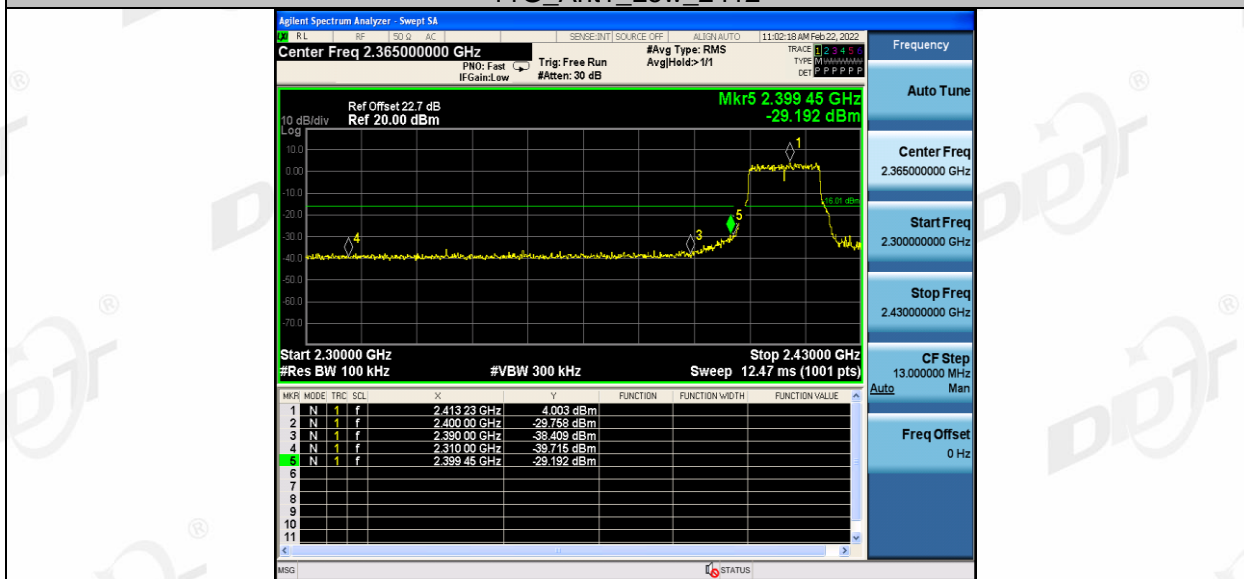 11G_Ant1_Low_2412
Agilent Spectrum Analyzer - Swept SA
RL RF 50 Ω AC SENSE:INT SOURCE OFF ALIGN AUTO 11:02:18 AM Feb 22, 2022
Center Freq 2.365000000 GHz
PNO: Fast
IFGain:Low
Trig: Free Run
#Atten: 30 dB
#Avg Type: RMS
Avg|Hold:>1/1
TRACE 1 2 3 4 5 6
TYPE M
DET P P P P P P
Frequency
Auto Tune
Center Freq
2.365000000 GHz
Start Freq
2.300000000 GHz
Stop Freq
2.430000000 GHz
CF Step
13.000000 MHz
Auto Man
Freq Offset
0 Hz
Mkr5 2.399 45 GHz
-29.192 dBm
Ref Offset 22.7 dB
10 dB/div Ref 20.00 dBm
Log
10.0
0.00
-10.0
-20.0
-30.0
-40.0
-50.0
-60.0
-70.0
1
-16.01 dBm
5
3
4
Start 2.30000 GHz Stop 2.43000 GHz
#Res BW 100 kHz #VBW 300 kHz Sweep 12.47 ms (1001 pts)
MKR MODE TRC SCL X Y FUNCTION FUNCTION WIDTH FUNCTION VALUE
1 N 1 f 2.413 23 GHz 4.003 dBm
2 N 1 f 2.400 00 GHz -29.758 dBm
3 N 1 f 2.390 00 GHz -38.409 dBm
4 N 1 f 2.310 00 GHz -39.715 dBm
5 N 1 f 2.399 45 GHz -29.192 dBm
6
7
8
9
10
11
MSG STATUS
DDT
®